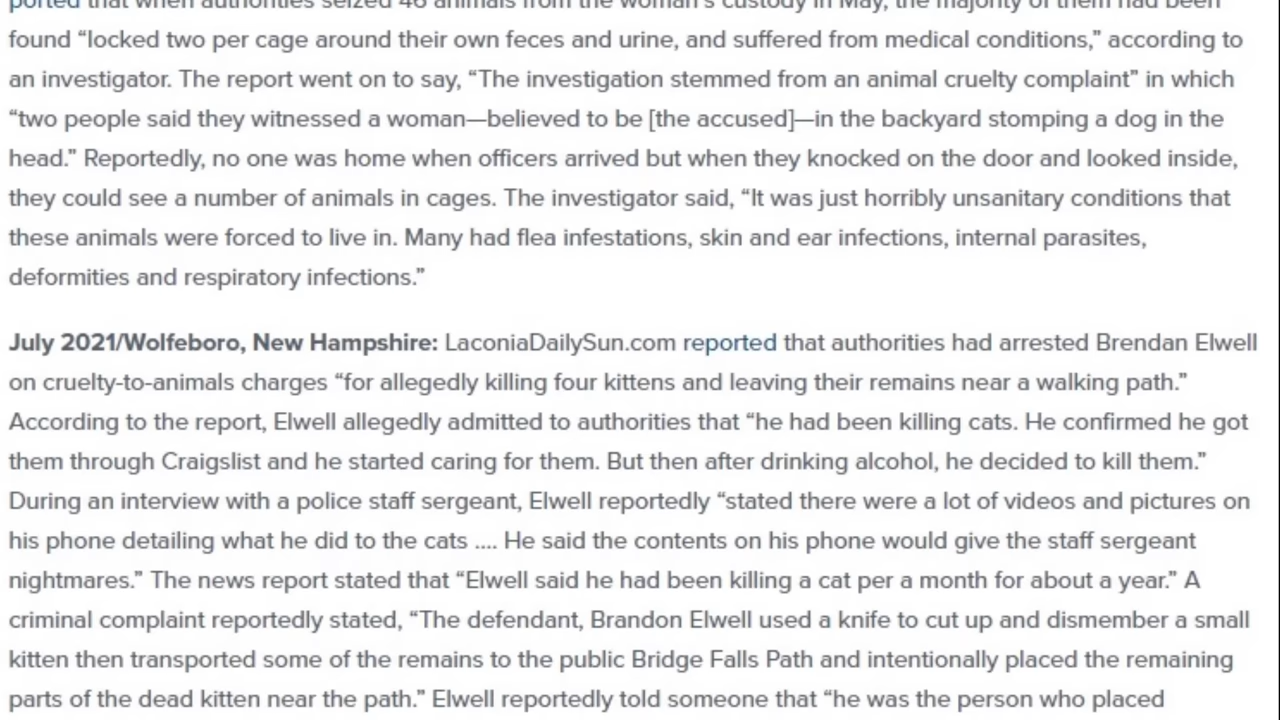 ported that when authorities seized 46 animals from the woman's custody in May, the majority of them had been
found “locked two per cage around their own feces and urine, and suffered from medical conditions,” according to
an investigator. The report went on to say, “The investigation stemmed from an animal cruelty complaint” in which
“two people said they witnessed a woman—believed to be [the accused]—in the backyard stomping a dog in the
head.” Reportedly, no one was home when officers arrived but when they knocked on the door and looked inside,
they could see a number of animals in cages. The investigator said, “It was just horribly unsanitary conditions that
these animals were forced to live in. Many had flea infestations, skin and ear infections, internal parasites,
deformities and respiratory infections.”
July 2021/Wolfeboro, New Hampshire: LaconiaDailySun.com reported that authorities had arrested Brendan Elwell
on cruelty-to-animals charges “for allegedly killing four kittens and leaving their remains near a walking path.”
According to the report, Elwell allegedly admitted to authorities that “he had been killing cats. He confirmed he got
them through Craigslist and he started caring for them. But then after drinking alcohol, he decided to kill them.”
During an interview with a police staff sergeant, Elwell reportedly “stated there were a lot of videos and pictures on
his phone detailing what he did to the cats .... He said the contents on his phone would give the staff sergeant
nightmares.” The news report stated that “Elwell said he had been killing a cat per a month for about a year.” A
criminal complaint reportedly stated, “The defendant, Brandon Elwell used a knife to cut up and dismember a small
kitten then transported some of the remains to the public Bridge Falls Path and intentionally placed the remaining
parts of the dead kitten near the path.” Elwell reportedly told someone that “he was the person who placed